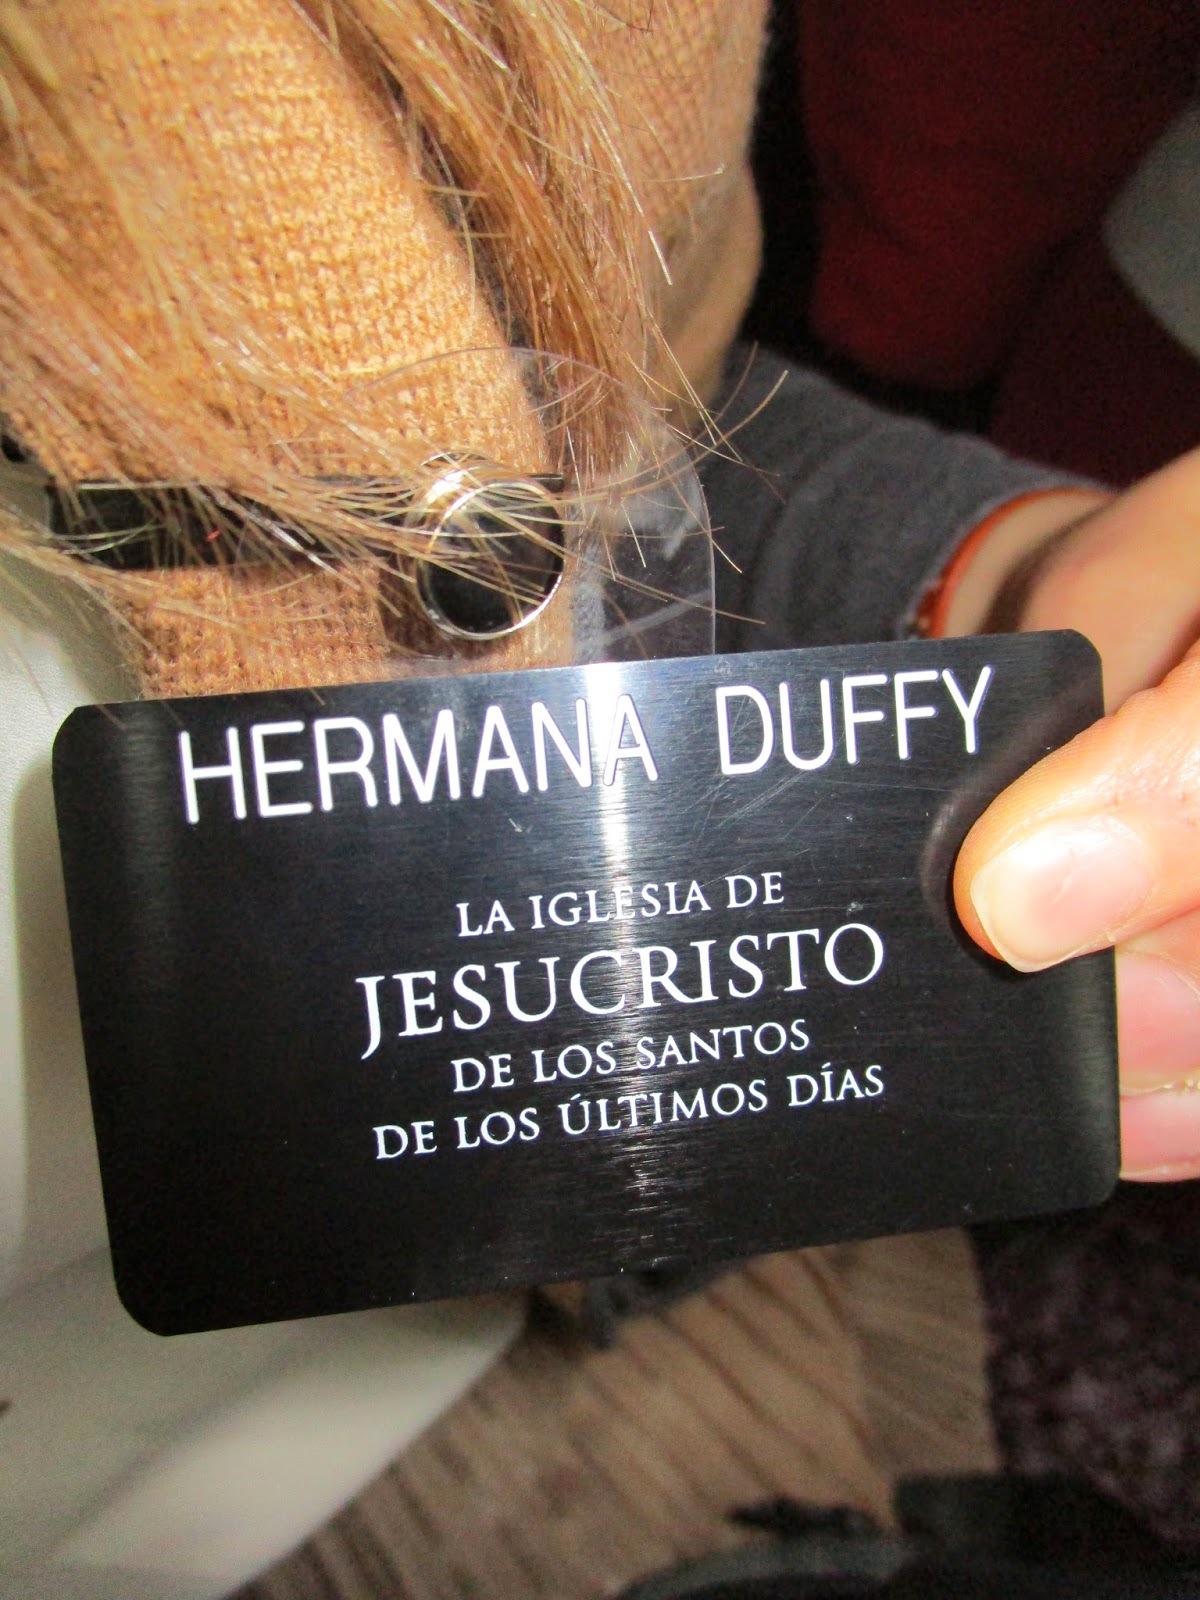 HERMANA DUFFY
LA IGLESIA DE
JESUCRISTO
DE LOS SANTOS
DE LOS ÚLTIMOS DÍAS